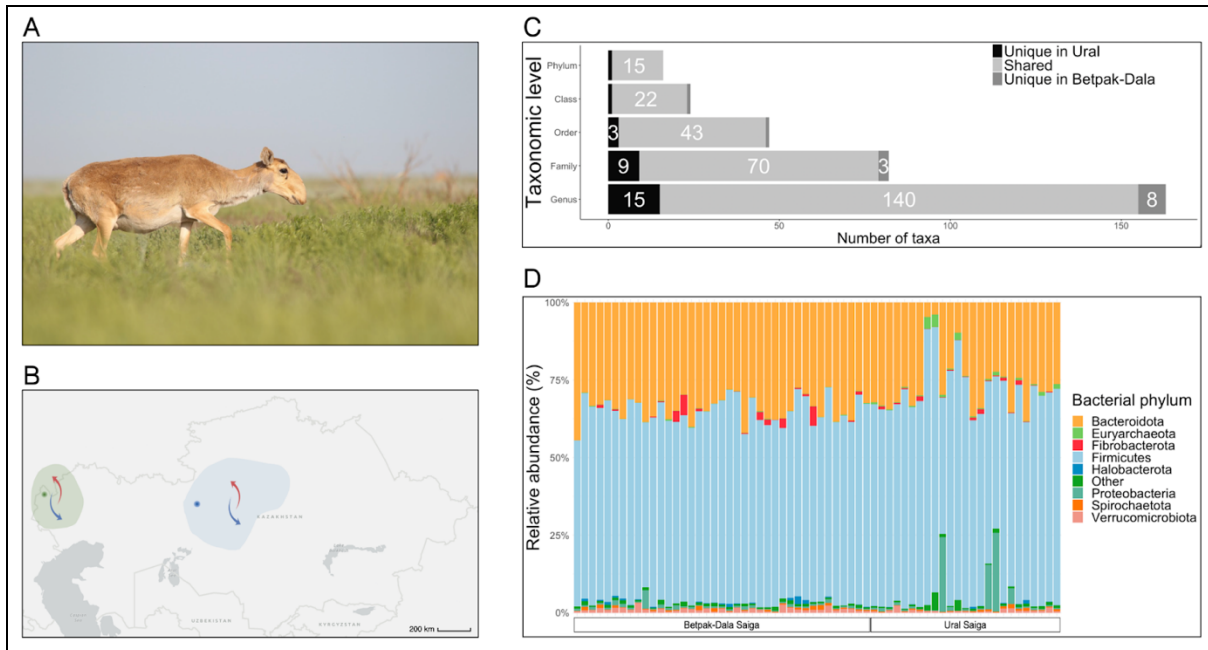 A
B
KAZAKHSTAN
UZBEKISTAN
KYRGYZSTAN
200 km
C
Taxonomic level
Phylum
Class
Order
Family
Genus
15
22
3
43
9
70
3
15
140
8
0
50
100
150
Number of taxa
Unique in Ural
Shared
Unique in Betpak-Dala
D
Relative abundance (%)
100%
75%
50%
25%
0%
Betpak-Dala Saiga
Ural Saiga
Bacterial phylum
Bacteroidota
Euryarchaeota
Fibrobacterota
Firmicutes
Halobacterota
Other
Proteobacteria
Spirochaetota
Verrucomicrobiota